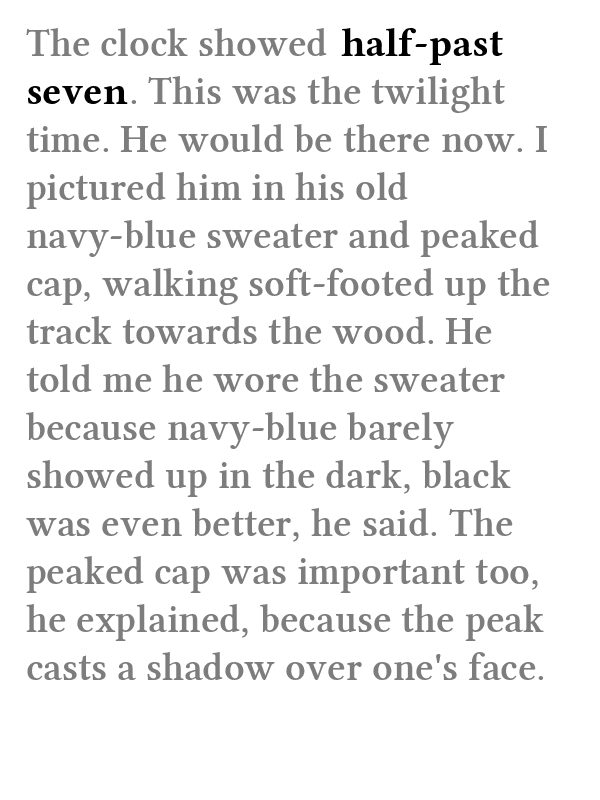 The clock showed half-past
seven. This was the twilight
time. He would be there now. I
pictured him in his old
navy-blue sweater and peaked
cap, walking soft-footed up the
track towards the wood. He
told me he wore the sweater
because navy-blue barely
showed up in the dark, black
was even better, he said. The
peaked cap was important too,
he explained, because the peak
casts a shadow over one's face.